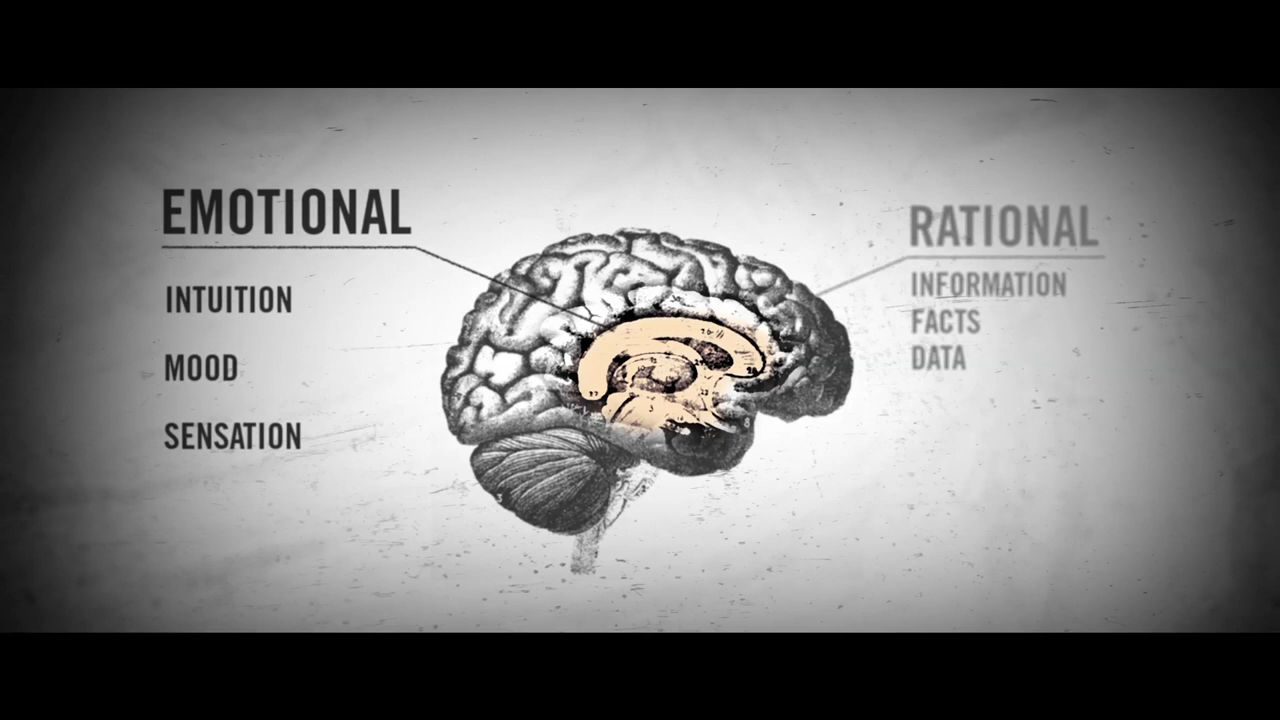 EMOTIONAL
INTUITION
MOOD
SENSATION
RATIONAL
INFORMATION
FACTS
DATA